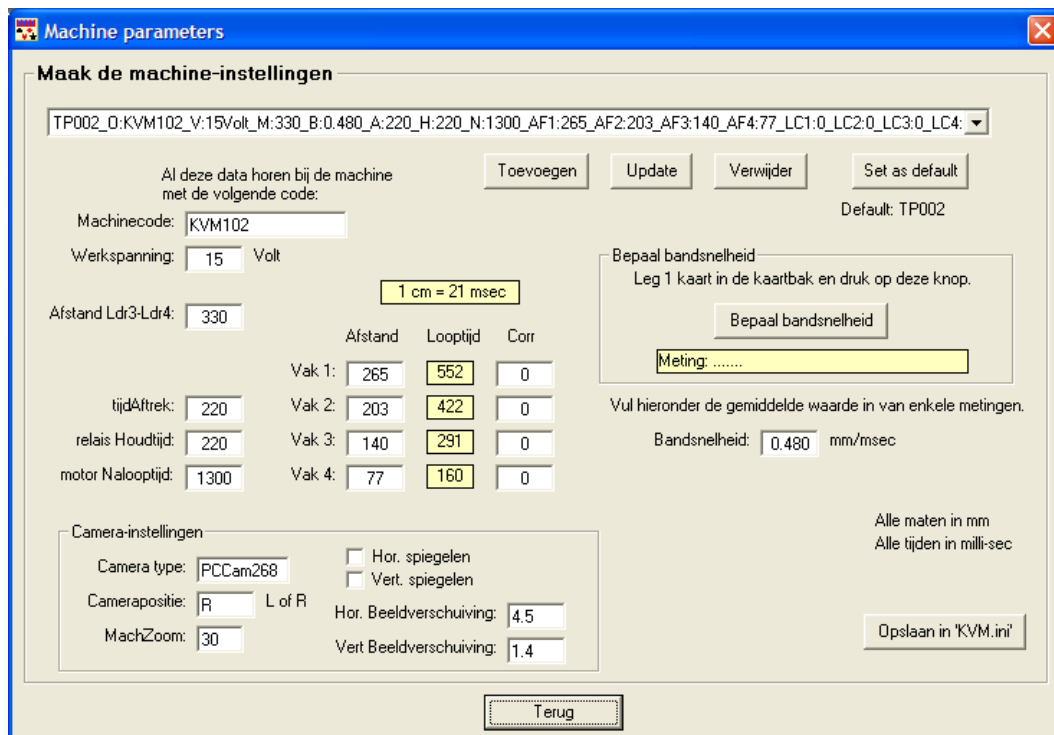 Machine parameters
Maak de machine-instellingen
TP002_O:KVM102_V:15Volt_M:330_B:0.480_A:220_H:220_N:1300_AF1:265_AF2:203_AF3:140_AF4:77_LC1:0_LC2:0_LC3:0_LC4:
Al deze data horen bij de machine
met de volgende code:
Toevoegen Update Verwijder Set as default
Default: TP002
Machinecode: KVM102
Werkspanning: 15 Volt
Afstand Ldr3-Ldr4: 330
1 cm = 21 msec
Afstand Looptijd Corr
Vak 1: 265 552 0
tijdAftrek: 220 Vak 2: 203 422 0
relais Houdtijd: 220 Vak 3: 140 291 0
motor Nalooptijd: 1300 Vak 4: 77 160 0
Bepaal bandsnelheid
Leg 1 kaart in de kaartbak en druk op deze knop.
Bepaal bandsnelheid
Meting: .......
Vul hieronder de gemiddelde waarde in van enkele metingen.
Bandsnelheid: 0.480 mm/msec
Camera-instellingen
Camera type: PCCam268
Camerapositie: R L of R
MachZoom: 30
Hor. spiegelen
Vert. spiegelen
Hor. Beeldverschuiving: 4.5
Vert Beeldverschuiving: 1.4
Alle maten in mm
Alle tijden in milli-sec
Opslaan in 'KVM.ini'
Terug